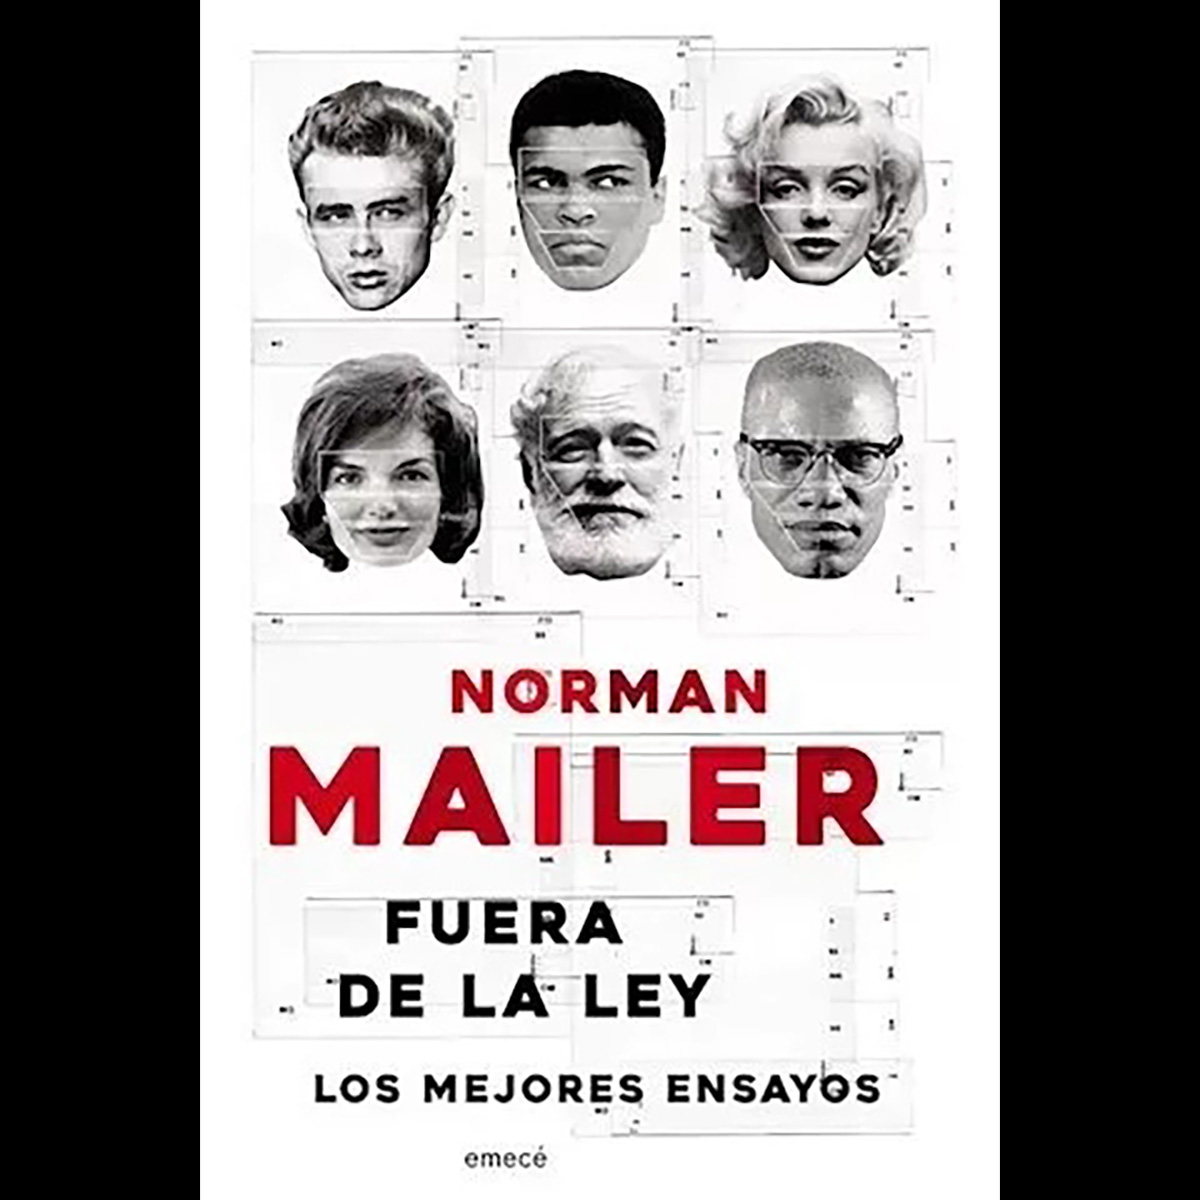 NORMAN
MAILER
FUERA
DE LA LEY
LOS MEJORES ENSAYOS
emecé